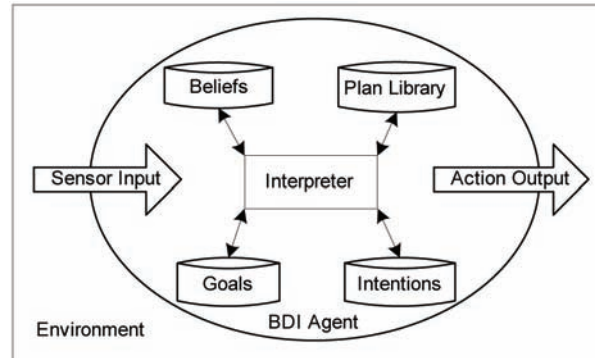 Beliefs
Plan Library
Sensor Input
Interpreter
Action Output
Goals
Intentions
BDI Agent
Environment